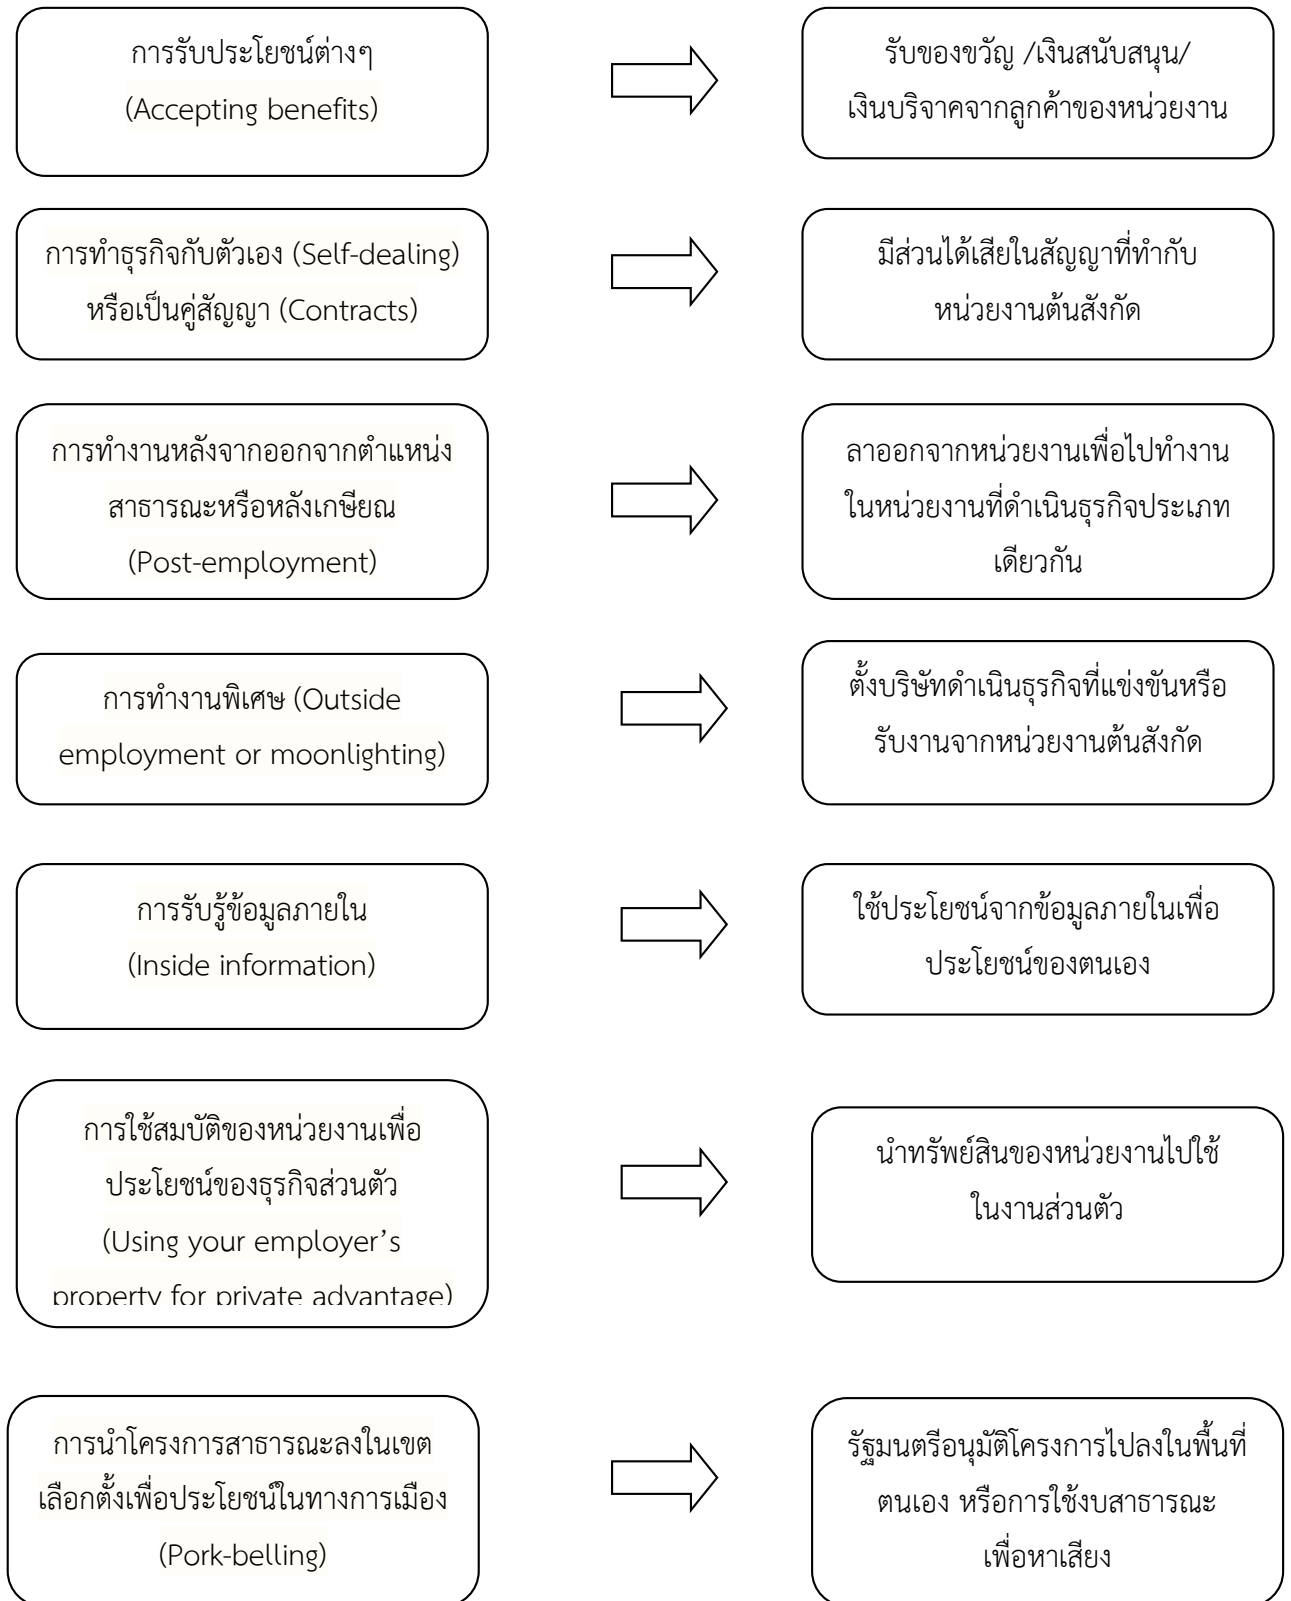 การรับประโยชน์ต่างๆ
(Accepting benefits)
รับของขวัญ /เงินสนับสนุน/
เงินบริจาคจากลูกค้าของหน่วยงาน
การทำธุรกิจกับตัวเอง (Self-dealing)
หรือเป็นคู่สัญญา (Contracts)
มีส่วนได้เสียในสัญญาที่ทำกับ
หน่วยงานต้นสังกัด
การทำงานหลังจากออกจากตำแหน่ง
สาธารณะหรือหลังเกษียณ
(Post-employment)
ลาออกจากหน่วยงานเพื่อไปทำงาน
ในหน่วยงานที่ดำเนินธุรกิจประเภท
เดียวกัน
การทำงานพิเศษ (Outside
employment or moonlighting)
ตั้งบริษัทดำเนินธุรกิจที่แข่งขันหรือ
รับงานจากหน่วยงานต้นสังกัด
การรับรู้ข้อมูลภายใน
(Inside information)
ใช้ประโยชน์จากข้อมูลภายในเพื่อ
ประโยชน์ของตนเอง
การใช้สมบัติของหน่วยงานเพื่อ
ประโยชน์ของธุรกิจส่วนตัว
(Using your employer’s
property for private advantage)
นำทรัพย์สินของหน่วยงานไปใช้
ในงานส่วนตัว
การนำโครงการสาธารณะลงในเขต
เลือกตั้งเพื่อประโยชน์ในทางการเมือง
(Pork-belling)
รัฐมนตรีอนุมัติโครงการไปลงในพื้นที่
ตนเอง หรือการใช้งบสาธารณะ
เพื่อหาเสียง